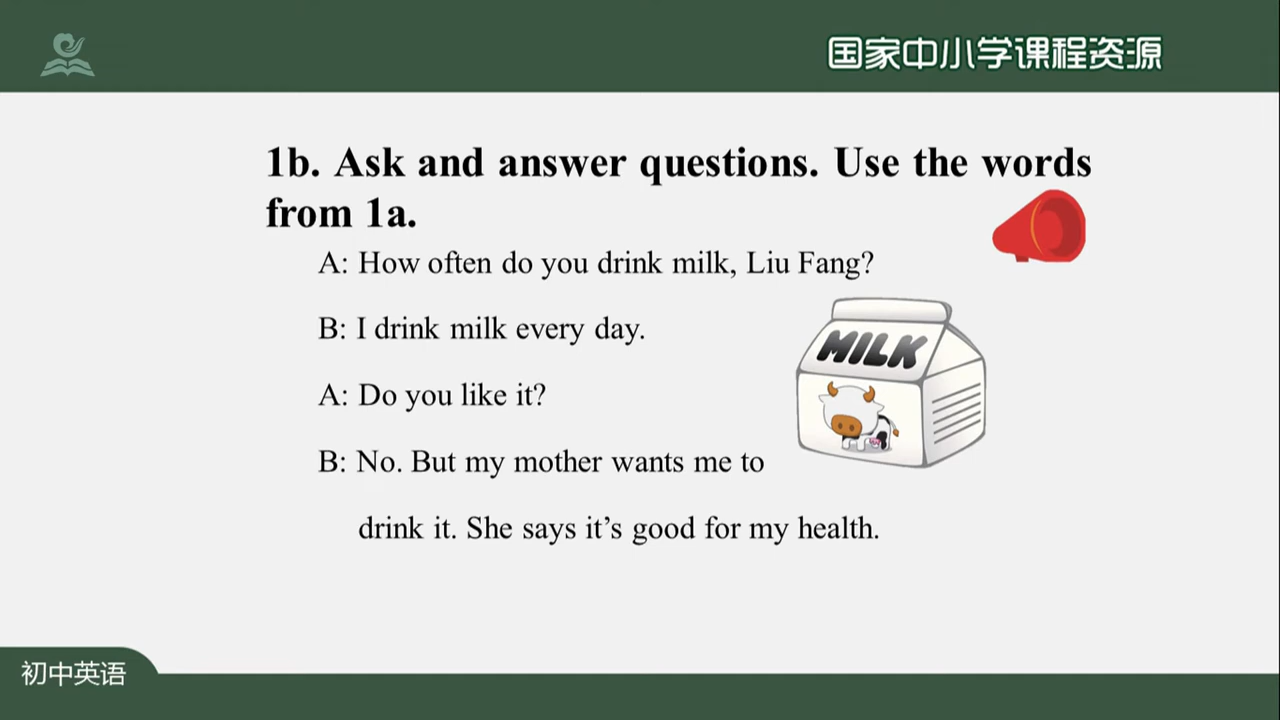 国家中小学课程资源
1b. Ask and answer questions. Use the words
from 1a.
A: How often do you drink milk, Liu Fang?
B: I drink milk every day.
MILK
A: Do you like it?
B: No. But my mother wants me to
drink it. She says it’s good for my health.
初中英语